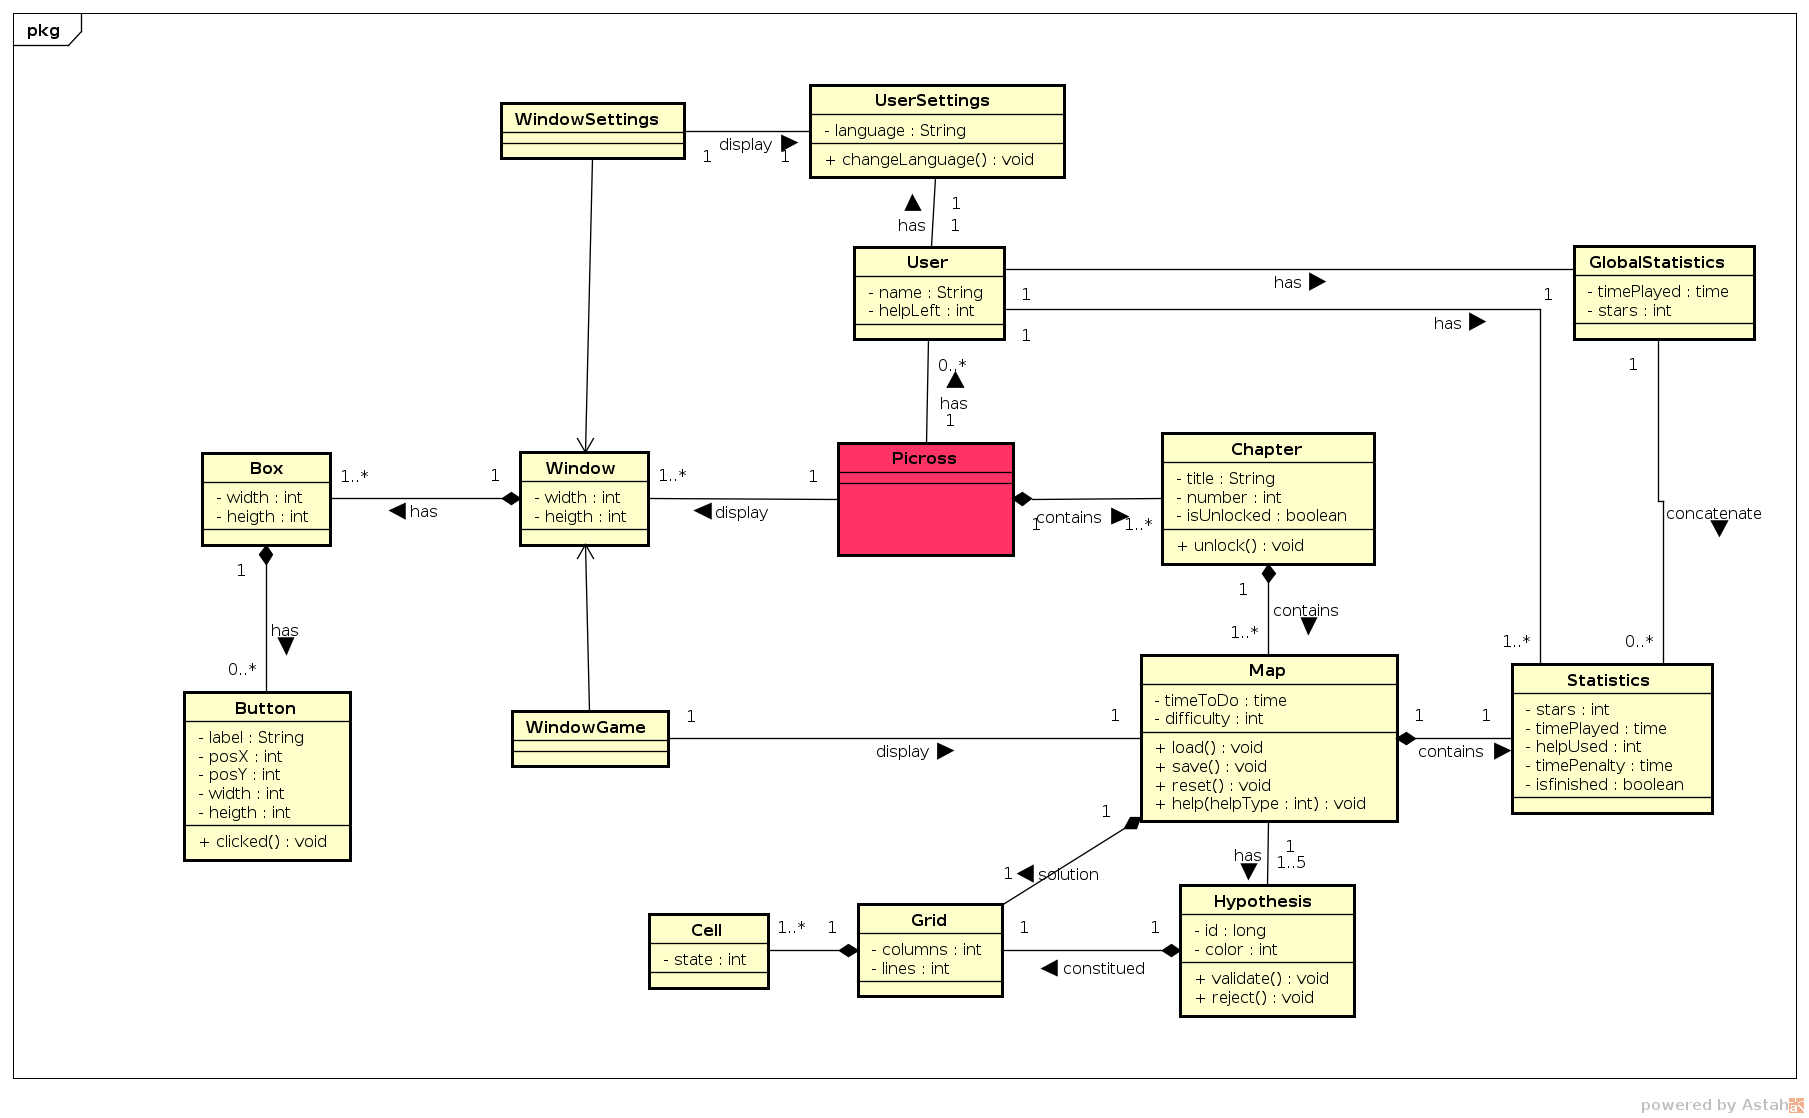 pkg
WindowSettings
UserSettings
- language : String
+ changeLanguage() : void
display
1
1
has
1
1
User
- name : String
- helpLeft : int
GlobalStatistics
- timePlayed : time
- stars : int
has
1
1
has
1
0..*
has
1
1
concatenate
Box
- width : int
- heigth : int
1..*
1
has
Window
- width : int
- heigth : int
1..*
1
display
Picross
contains
1
1..*
Chapter
- title : String
- number : int
- isUnlocked : boolean
+ unlock() : void
1
has
0..*
1
contains
1..*
1..*
0..*
Button
- label : String
- posX : int
- posY : int
- width : int
- heigth : int
+ clicked() : void
WindowGame
1
1
display
Map
- timeToDo : time
- difficulty : int
+ load() : void
+ save() : void
+ reset() : void
+ help(helpType : int) : void
1
1
contains
Statistics
- stars : int
- timePlayed : time
- helpUsed : int
- timePenalty : time
- isfinished : boolean
1
1
solution
has
1
1..5
Cell
- state : int
1..*
1
Grid
- columns : int
- lines : int
1
1
constitued
Hypothesis
- id : long
- color : int
+ validate() : void
+ reject() : void
powered by Astah